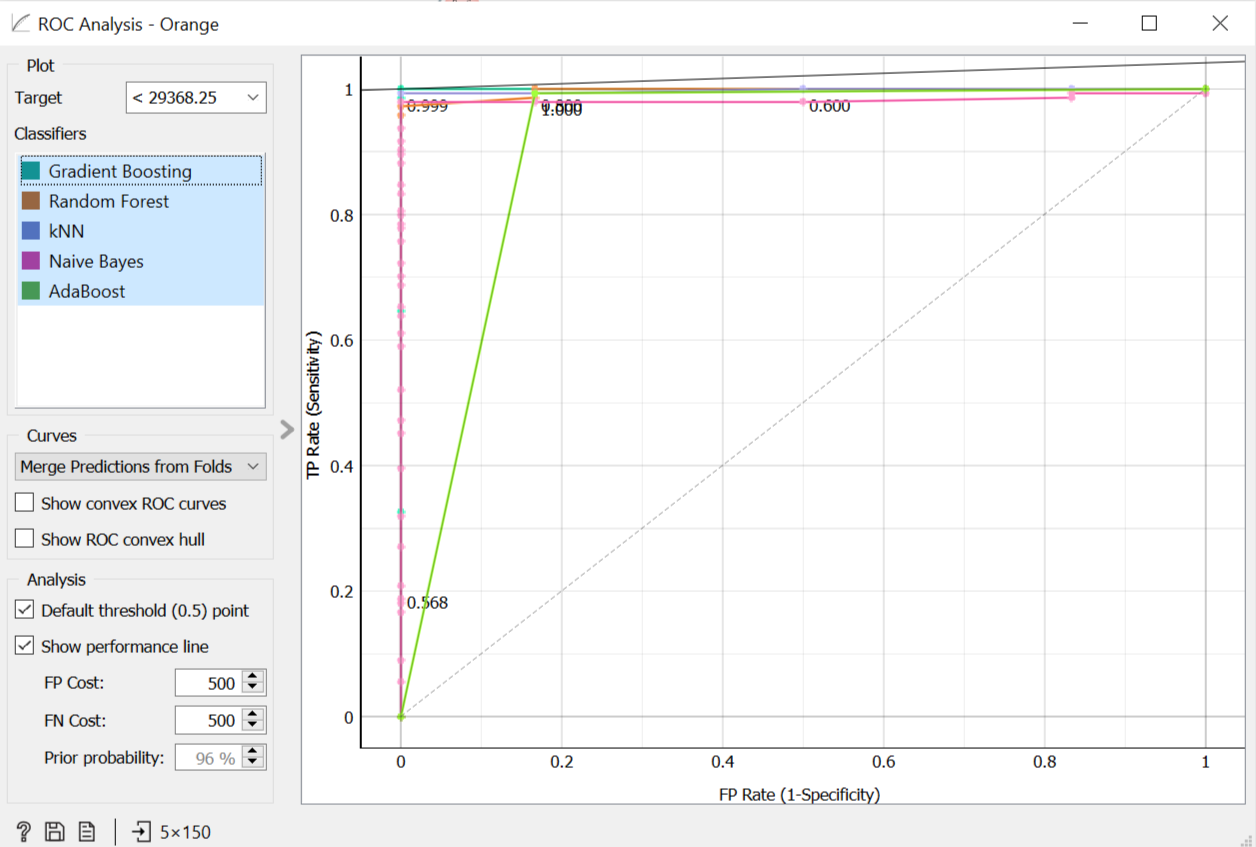 ROC Analysis - Orange
Plot
Target
< 29368.25
Classifiers
Gradient Boosting
Random Forest
kNN
Naive Bayes
AdaBoost
Curves
Merge Predictions from Folds
Show convex ROC curves
Show ROC convex hull
Analysis
Default threshold (0.5) point
Show performance line
FP Cost:
500
FN Cost:
500
Prior probability:
96 %
5×150
TP Rate (Sensitivity)
1
0.8
0.6
0.4
0.2
0
0.999
1.000
0.600
0.568
0
0.2
0.4
0.6
0.8
1
FP Rate (1-Specificity)